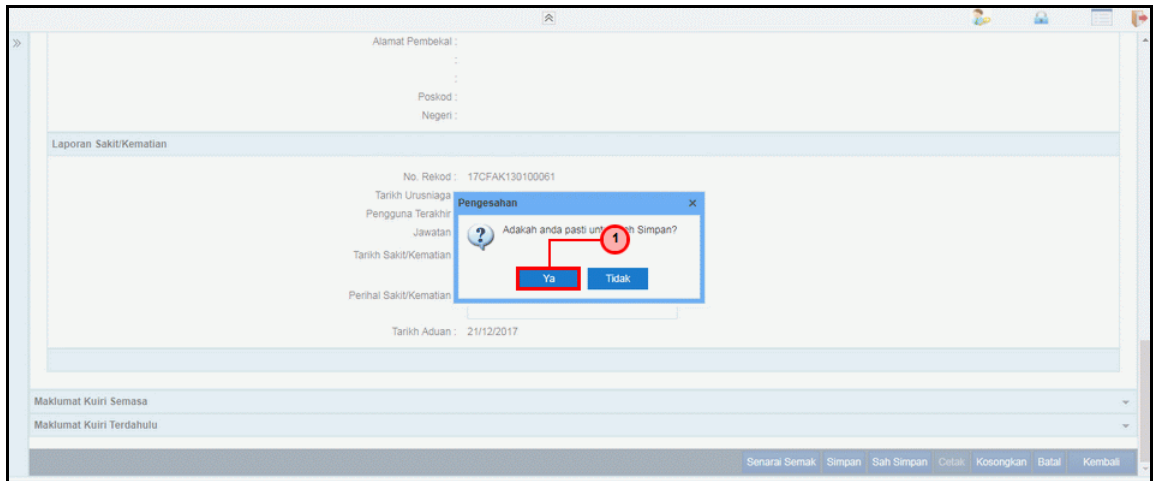 Alamat Pembekal :
:
:
Poskod :
Negeri :
Laporan Sakit/Kematian
No. Rekod : 17CFAK130100061
Tarikh Urusniaga
Pengguna Terakhir
Jawatan
Tarikh Sakit/Kematian
Perihal Sakit/Kematian
Pengesahan x
Adakah anda pasti Simpan?
1
Ya Tidak
Tarikh Aduan : 21/12/2017
Maklumat Kuiri Semasa
Maklumat Kuiri Terdahulu
Senarai Semak Simpan Sah Simpan Cetak Kosongkan Batal Kembali